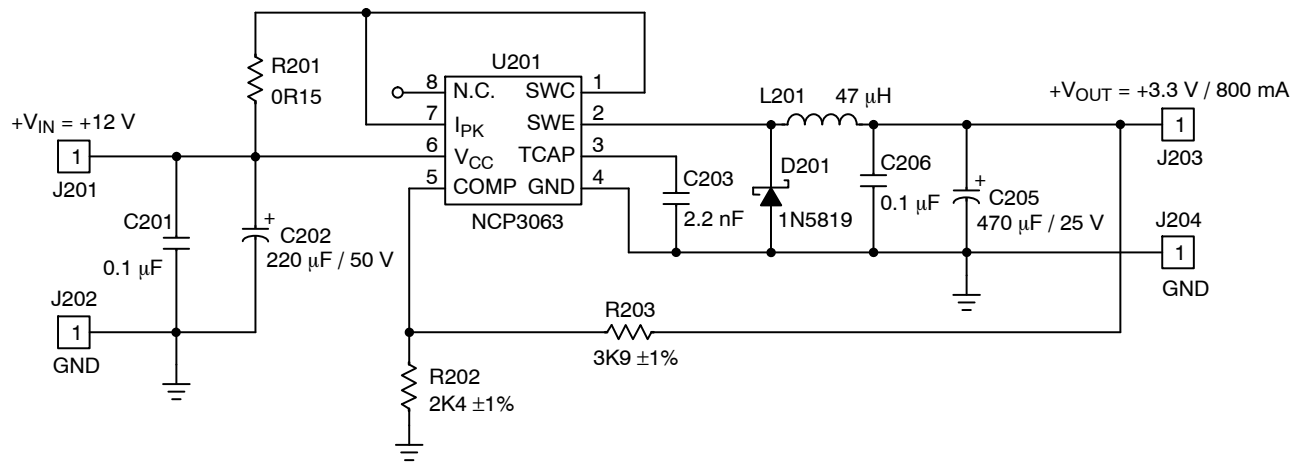 R201
0R15
U201
8
N.C.
SWC
1
7
IPK
SWE
2
6
VCC
TCAP
3
5
COMP
GND
4
NCP3063
+VIN = +12 V
1
J201
C201
0.1 μF
+
C202
220 μF / 50 V
J202
1
GND
L201
47 μH
+VOUT = +3.3 V / 800 mA
1
J203
C203
2.2 nF
D201
1N5819
C206
0.1 μF
+
C205
470 μF / 25 V
J204
1
GND
R203
3K9 ±1%
R202
2K4 ±1%